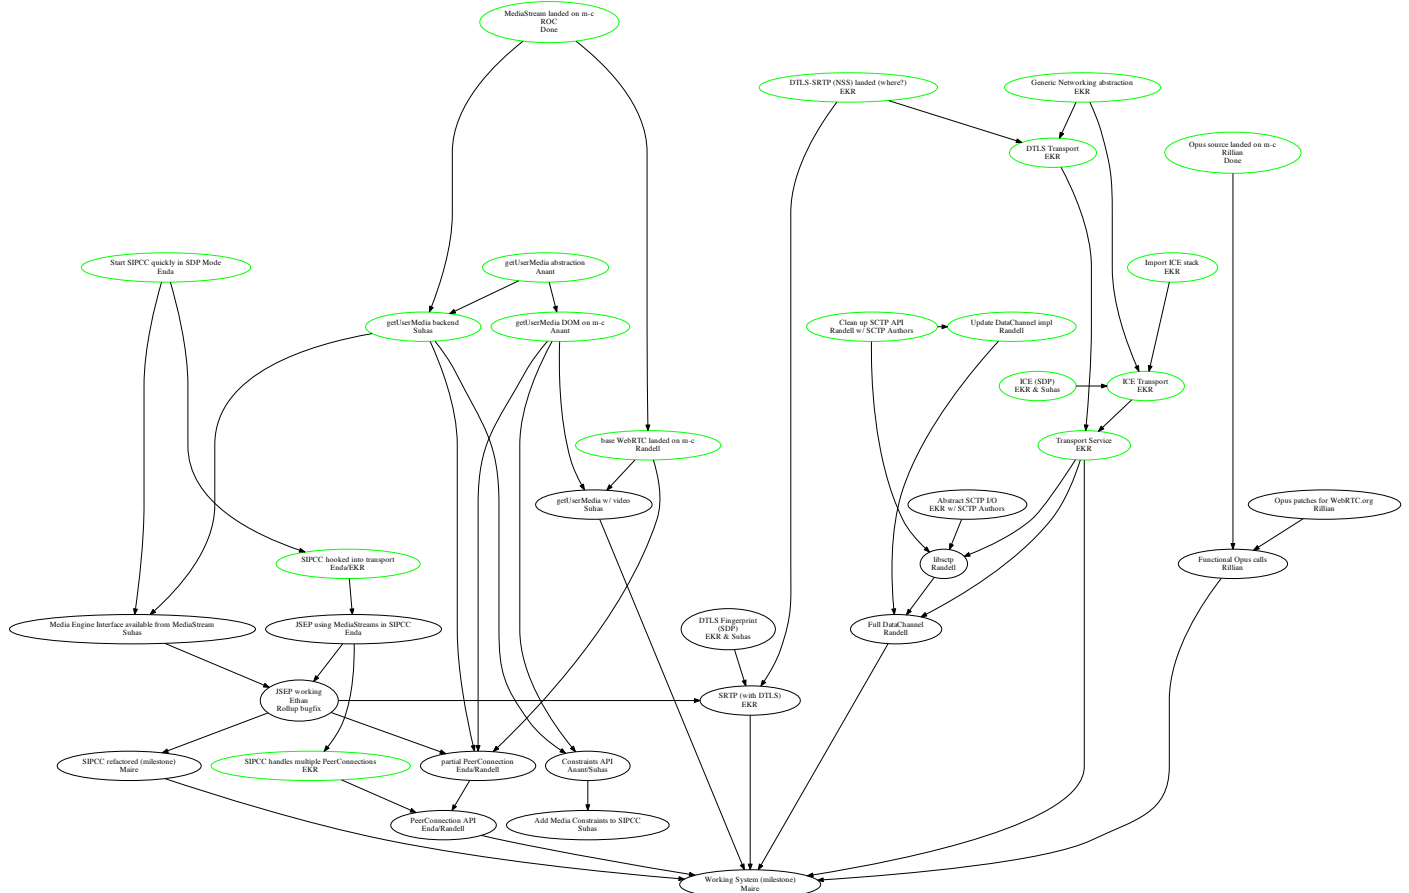 MediaStream landed on m-c
ROC
Done
DTLS-SRTP (NSS) landed (where?)
EKR
Generic Networking abstraction
EKR
DTLS Transport
EKR
Opus source landed on m-c
Rillian
Done
Start SIPCC quickly in SDP Mode
Enda
getUserMedia abstraction
Anant
Import ICE stack
EKR
getUserMedia backend
Suhas
getUserMedia DOM on m-c
Anant
Clean up SCTP API
Randell w/ SCTP Authors
Update DataChannel impl
Randell
ICE (SDP)
EKR & Suhas
ICE Transport
EKR
base WebRTC landed on m-c
Randell
Transport Service
EKR
getUserMedia w/ video
Suhas
Abstract SCTP I/O
EKR w/ SCTP Authors
Opus patches for WebRTC.org
Rillian
SIPCC hooked into transport
Enda/EKR
libsctp
Randell
Functional Opus calls
Rillian
Media Engine Interface available from MediaStream
Suhas
JSEP using MediaStreams in SIPCC
Enda
DTLS Fingerprint
(SDP)
EKR & Suhas
Full DataChannel
Randell
JSEP working
Ethan
Rollup bugfix
SRTP (with DTLS)
EKR
SIPCC refactored (milestone)
Maire
SIPCC handles multiple PeerConnections
EKR
partial PeerConnection
Enda/Randell
Constraints API
Anant/Suhas
PeerConnection API
Enda/Randell
Add Media Constraints to SIPCC
Suhas
Working System (milestone)
Maire